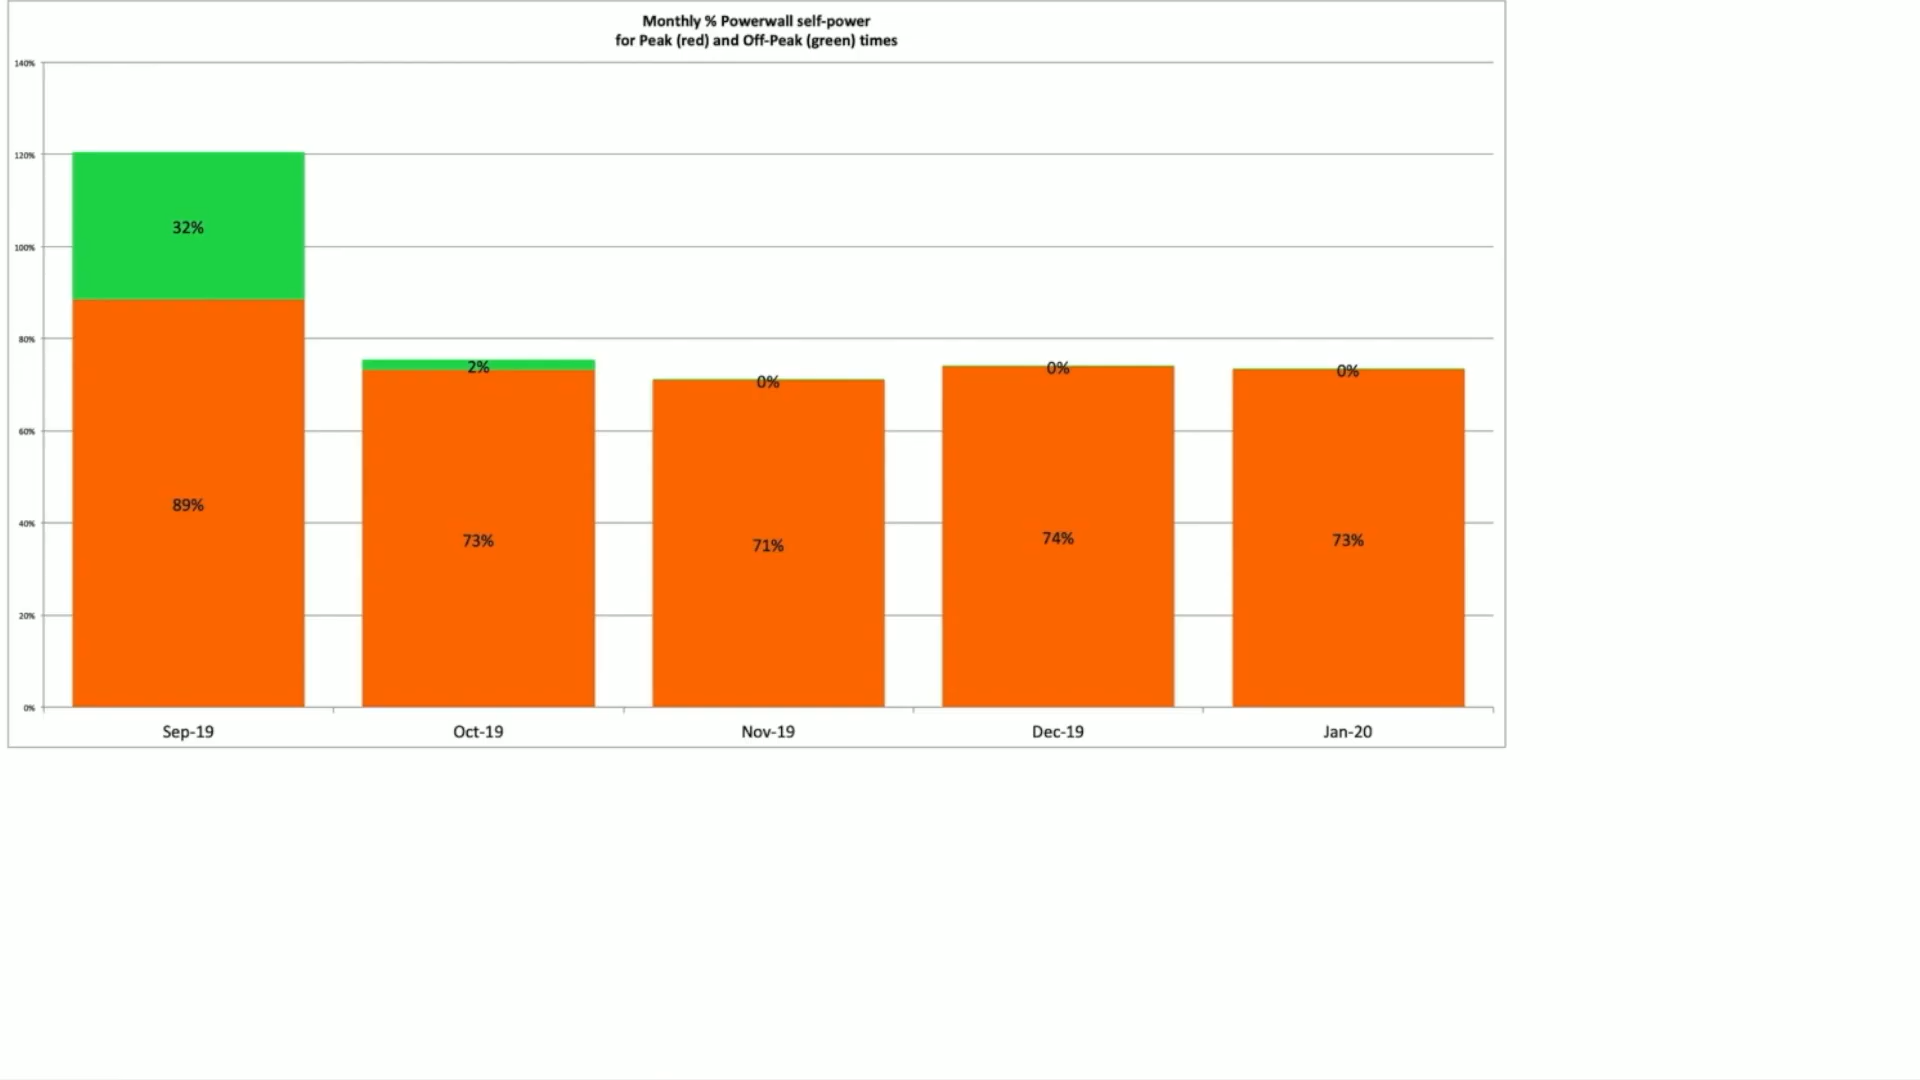 Monthly % Powerwall self-power
for Peak (red) and Off-Peak (green) times
140%
120%
100%
80%
60%
40%
20%
0%
32%
89%
2%
73%
0%
71%
0%
74%
0%
73%
Sep-19
Oct-19
Nov-19
Dec-19
Jan-20